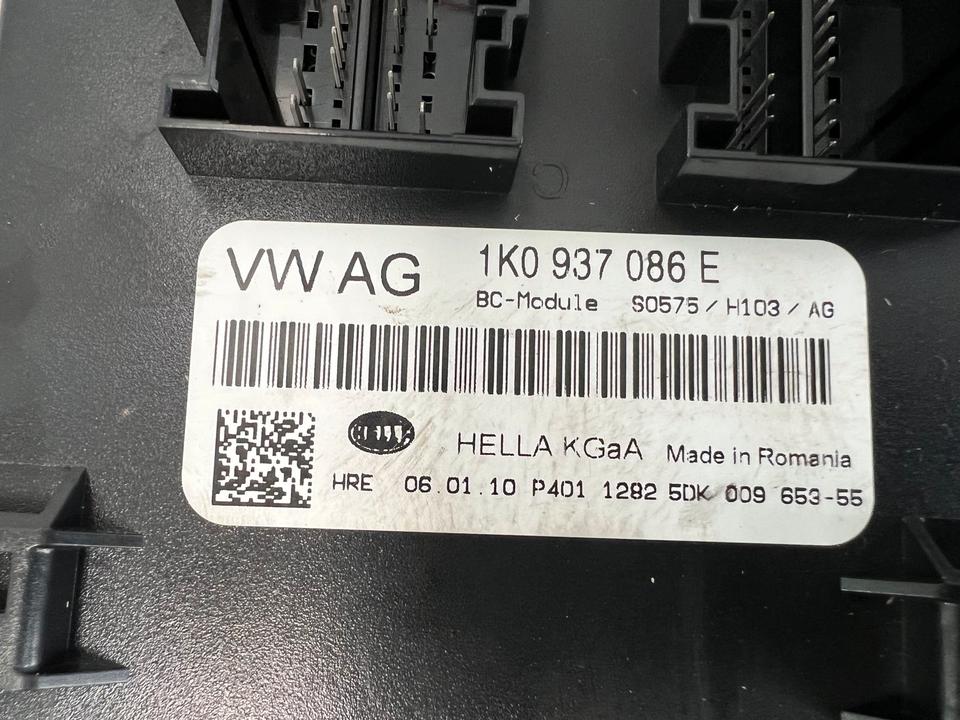 VW AG 1K0 937 086 E
BC-Module S0575 / H103 / AG
HELLA KGaA Made in Romania
HRE 06.01.10 P401 1282 5DK 009 653-55